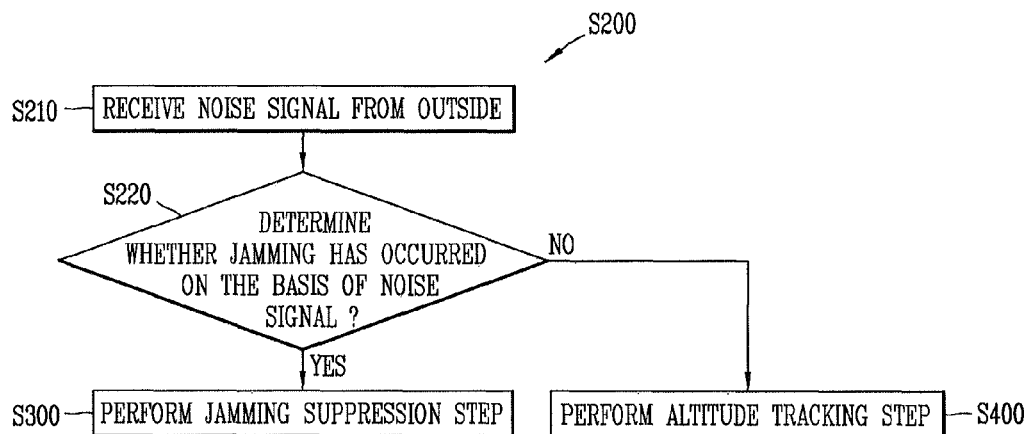 S200
S210
RECEIVE NOISE SIGNAL FROM OUTSIDE
S220
DETERMINE
WHETHER JAMMING HAS OCCURRED
ON THE BASIS OF NOISE
SIGNAL ?
NO
YES
S300
PERFORM JAMMING SUPPRESSION STEP
PERFORM ALTITUDE TRACKING STEP
S400